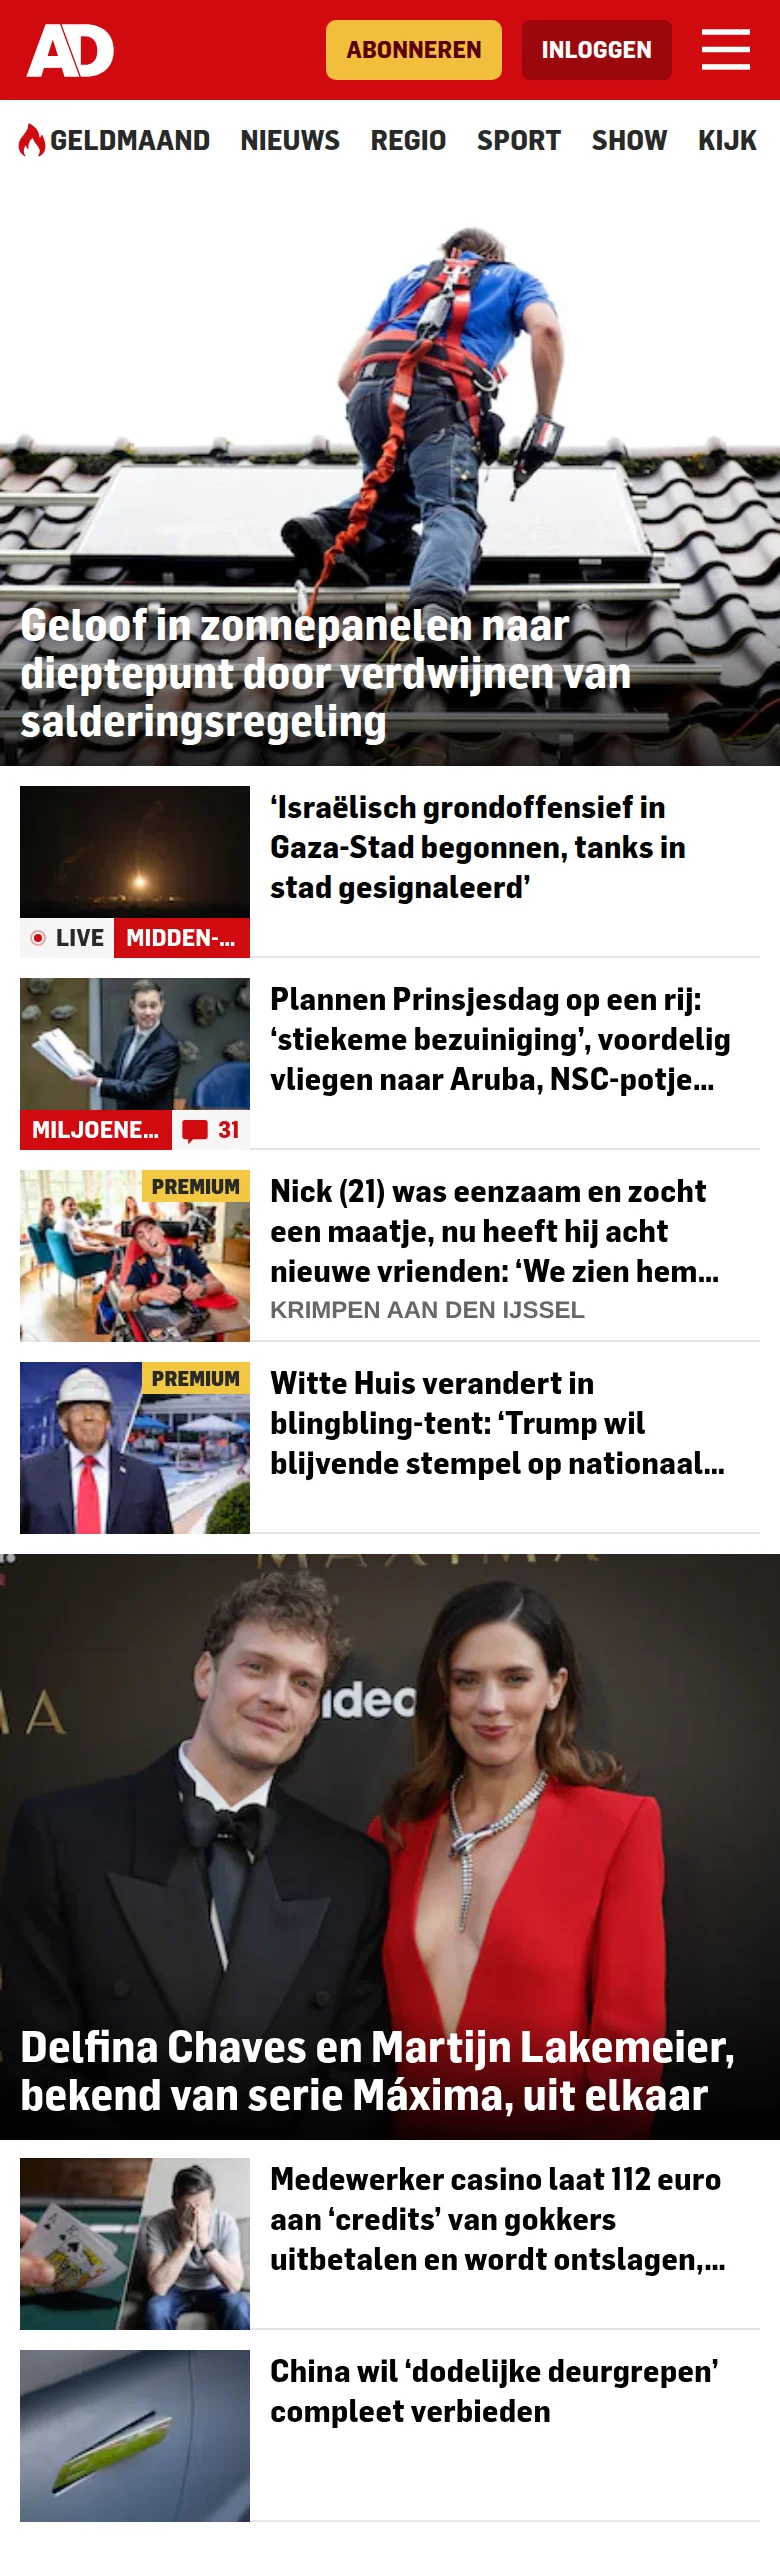 AD
ABONNEREN
INLOGGEN
GELDMAAND NIEUWS REGIO SPORT SHOW KIJK
Geloof in zonnepanelen naar
dieptepunt door verdwijnen van
salderingsregeling
‘Israëlisch grondoffensief in
Gaza-Stad begonnen, tanks in
stad gesignaleerd’
LIVE MIDDEN-...
Plannen Prinsjesdag op een rij:
‘stiekeme bezuiniging’, voordelig
vliegen naar Aruba, NSC-potje...
MILJOENE... 31
PREMIUM
Nick (21) was eenzaam en zocht
een maatje, nu heeft hij acht
nieuwe vrienden: ‘We zien hem...
KRIMPEN AAN DEN IJSSEL
PREMIUM
Witte Huis verandert in
blingbling-tent: ‘Trump wil
blijvende stempel op nationaal...
MÁXIMA
MA
ideo
Delfina Chaves en Martijn Lakemeier,
bekend van serie Máxima, uit elkaar
Medewerker casino laat 112 euro
aan ‘credits’ van gokkers
uitbetalen en wordt ontslagen,...
China wil ‘dodelijke deurgrepen’
compleet verbieden